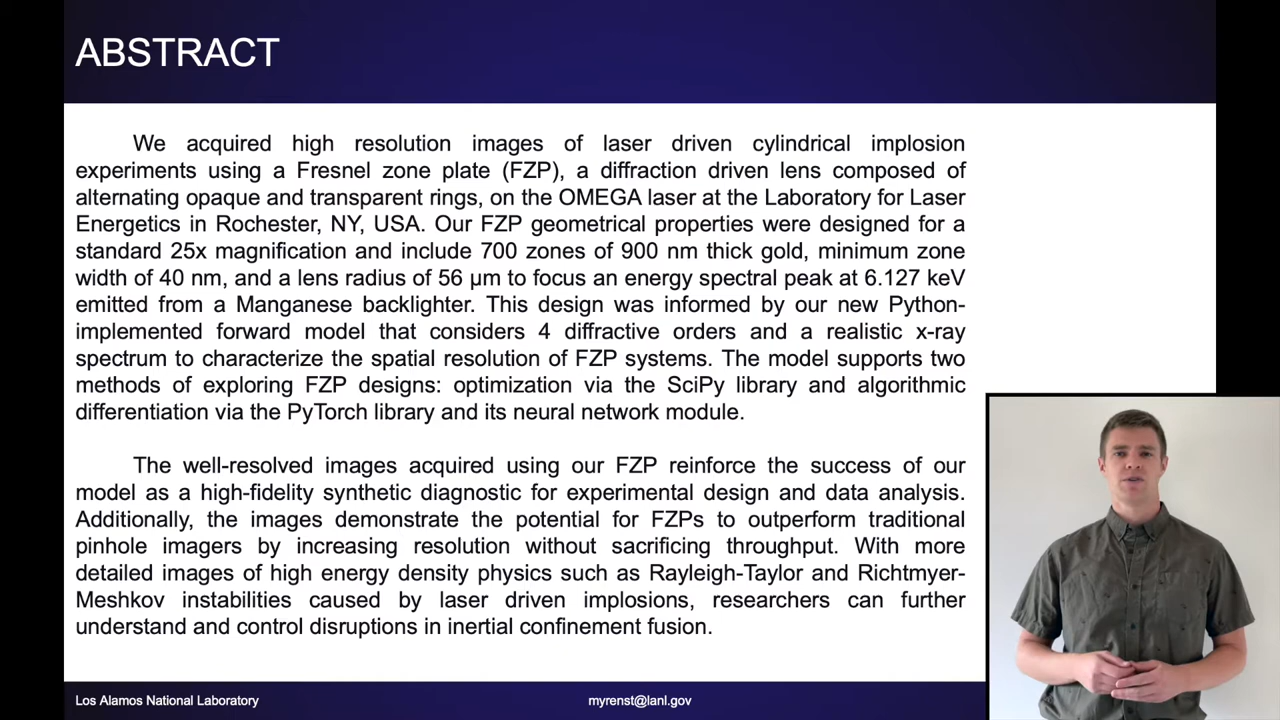 ABSTRACT
We acquired high resolution images of laser driven cylindrical implosion
experiments using a Fresnel zone plate (FZP), a diffraction driven lens composed of
alternating opaque and transparent rings, on the OMEGA laser at the Laboratory for Laser
Energetics in Rochester, NY, USA. Our FZP geometrical properties were designed for a
standard 25x magnification and include 700 zones of 900 nm thick gold, minimum zone
width of 40 nm, and a lens radius of 56 μm to focus an energy spectral peak at 6.127 keV
emitted from a Manganese backlighter. This design was informed by our new Python-
implemented forward model that considers 4 diffractive orders and a realistic x-ray
spectrum to characterize the spatial resolution of FZP systems. The model supports two
methods of exploring FZP designs: optimization via the SciPy library and algorithmic
differentiation via the PyTorch library and its neural network module.
The well-resolved images acquired using our FZP reinforce the success of our
model as a high-fidelity synthetic diagnostic for experimental design and data analysis.
Additionally, the images demonstrate the potential for FZPs to outperform traditional
pinhole imagers by increasing resolution without sacrificing throughput. With more
detailed images of high energy density physics such as Rayleigh-Taylor and Richtmyer-
Meshkov instabilities caused by laser driven implosions, researchers can further
understand and control disruptions in inertial confinement fusion.
Los Alamos National Laboratory
myrenst@lanl.gov